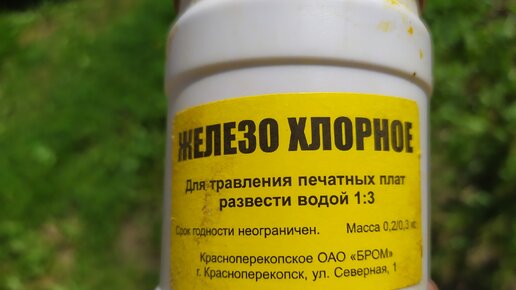 ЖЕЛЕЗО ХЛОРНОЕ
Для травления печатных плат
развести водой 1:3
Срок годности неограничен. Масса 0,2/0,3 кг.
Красноперекопское ОАО «БРОМ»
г. Красноперекопск, ул. Северная, 1